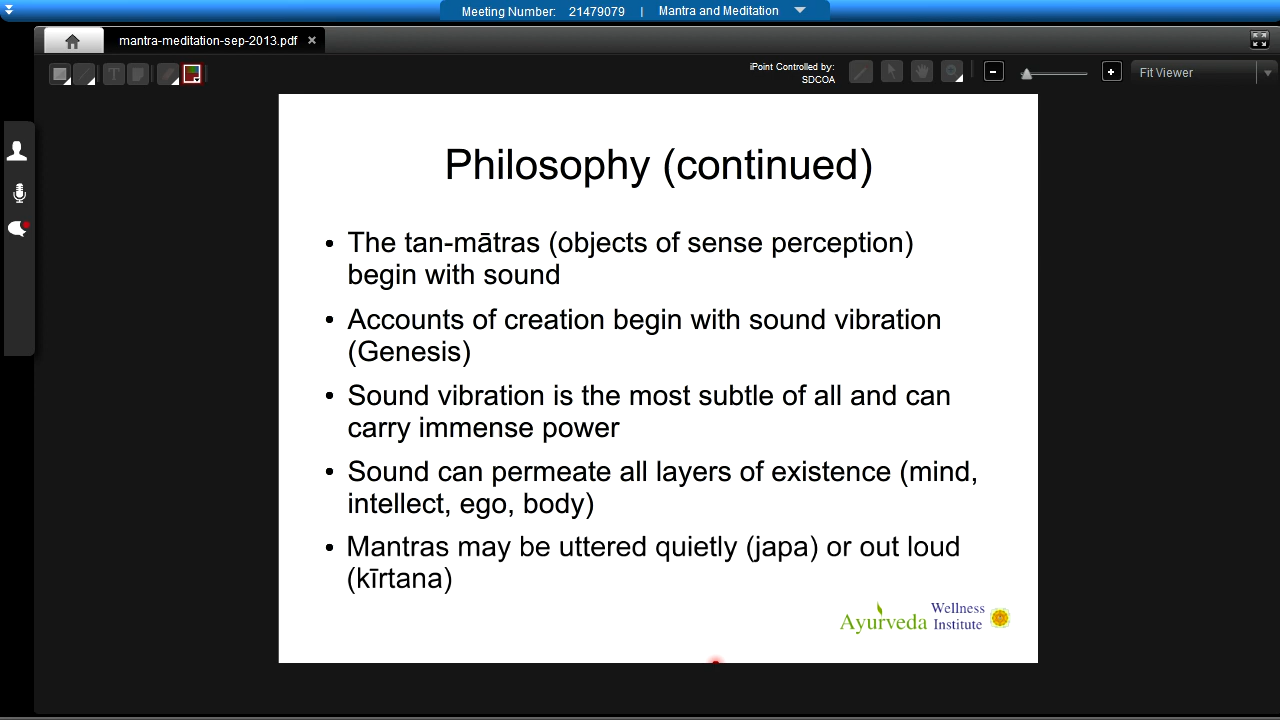 Meeting Number: 21479079 | Mantra and Meditation
mantra-meditation-sep-2013.pdf ×
T
iPoint Controlled by:
SDCOA
Fit Viewer
Philosophy (continued)
• The tan-mātras (objects of sense perception)
begin with sound
• Accounts of creation begin with sound vibration
(Genesis)
• Sound vibration is the most subtle of all and can
carry immense power
• Sound can permeate all layers of existence (mind,
intellect, ego, body)
• Mantras may be uttered quietly (japa) or out loud
(kīrtana)
Ayurveda Wellness
Institute